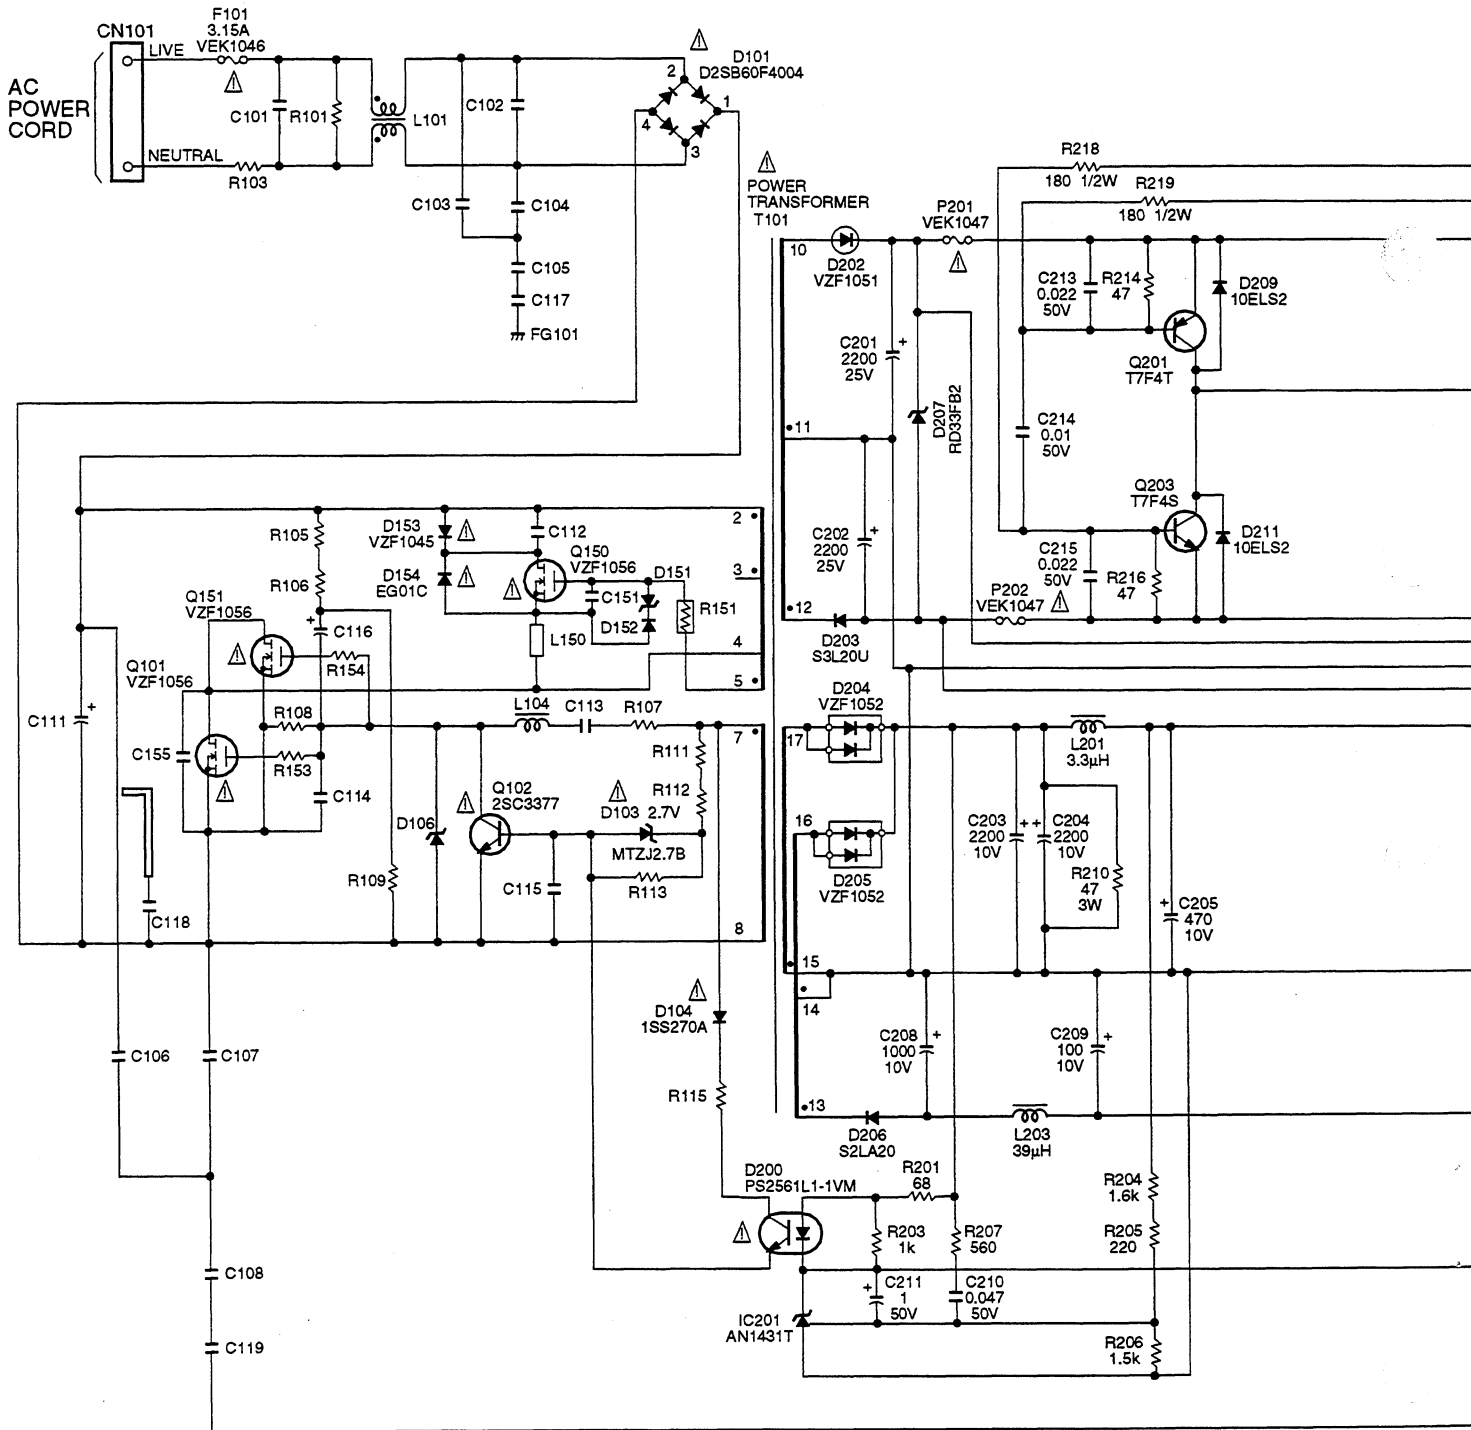 F101
3.15A
VEK1046
CN101
LIVE
AC
POWER
CORD
NEUTRAL
R103
C101
R101
L101
C102
D101
D2SB60F4004
2
1
4
3
C103
C104
C105
C117
FG101
POWER
TRANSFORMER
T101
10
D202
VZF1051
P201
VEK1047
R218
180 1/2W
R219
180 1/2W
C213
0.022
50V
R214
47
D209
10ELS2
Q201
T7F4T
C201
2200
25V
+
D207
RD33FB2
11
C214
0.01
50V
Q203
T7F4S
D211
10ELS2
C202
2200
25V
+
C215
0.022
50V
R216
47
12
D203
S3L20U
P202
VEK1047
R105
R106
D153
VZF1045
D154
EG01C
C112
Q150
VZF1056
D151
C151
D152
R151
L150
2
3
4
5
Q151
VZF1056
+
C116
R154
Q101
VZF1056
C111
+
C155
R108
R153
C114
L104
C113
R107
7
R111
R112
Q102
2SC3377
D103 2.7V
MTZJ2.7B
D106
C115
R113
R109
C118
8
D204
VZF1052
17
16
D205
VZF1052
L201
3.3µH
C203
2200
10V
+
C204
2200
10V
+
R210
47
3W
C205
470
10V
+
15
14
D104
1SS270A
R115
C106
C107
C208
1000
10V
+
C209
100
10V
+
13
D206
S2LA20
L203
39µH
D200
PS2561L1-1VM
R201
68
R203
1k
R207
560
R204
1.6k
R205
220
C108
C119
+
C211
1
50V
C210
0.047
50V
IC201
AN1431T
R206
1.5k